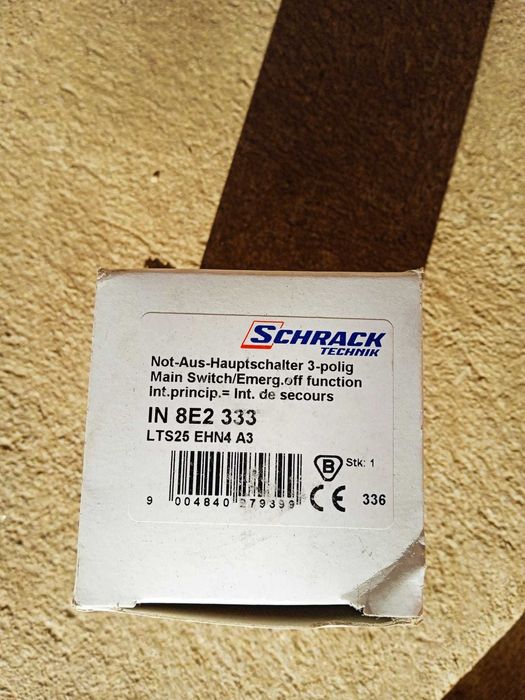 SCHRACK
TECHNIK
Not-Aus-Hauptschalter 3-polig
Main Switch/Emerg.off function
Int.princip.= Int. de secours
IN 8E2 333
LTS25 EHN4 A3
B Stk: 1
9 004840 979399
CE 336